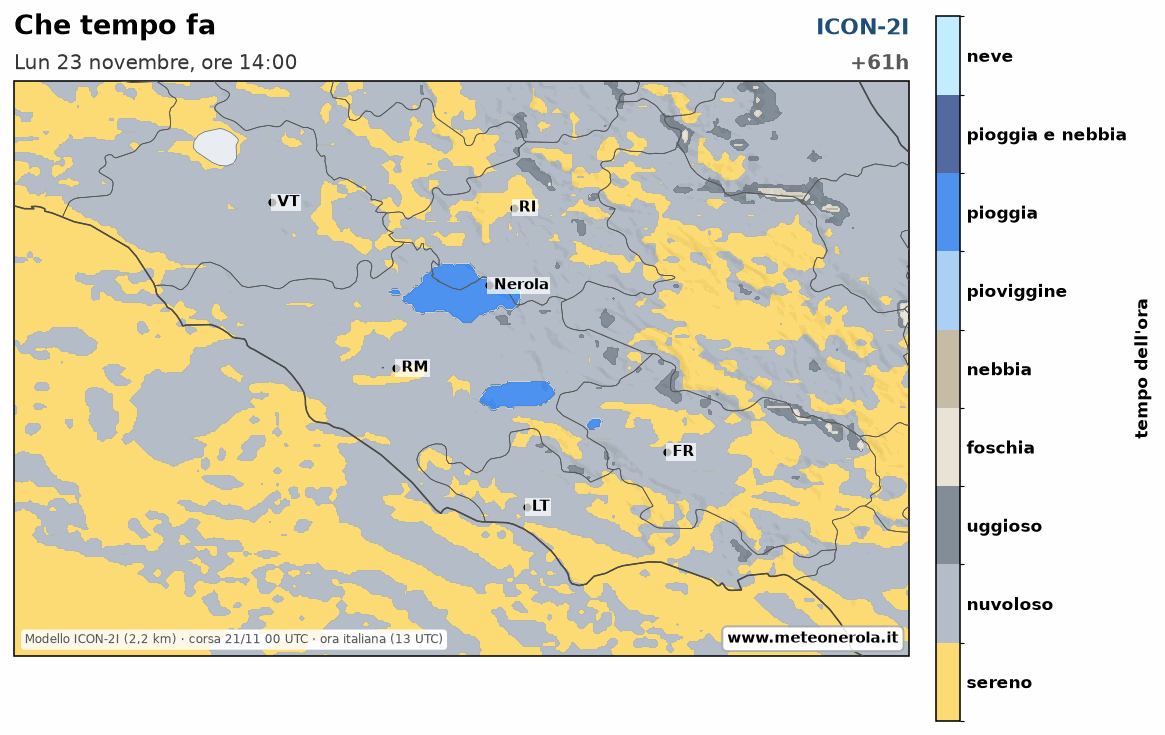 Che tempo fa
ICON-2I
Lun 23 novembre, ore 14:00
+61h
neve
pioggia e nebbia
pioggia
pioviggine
nebbia
foschia
uggioso
nuvoloso
sereno
tempo dell'ora
VT
RI
Nerola
RM
FR
LT
Modello ICON-2I (2,2 km) · corsa 21/11 00 UTC · ora italiana (13 UTC)
www.meteonerola.it